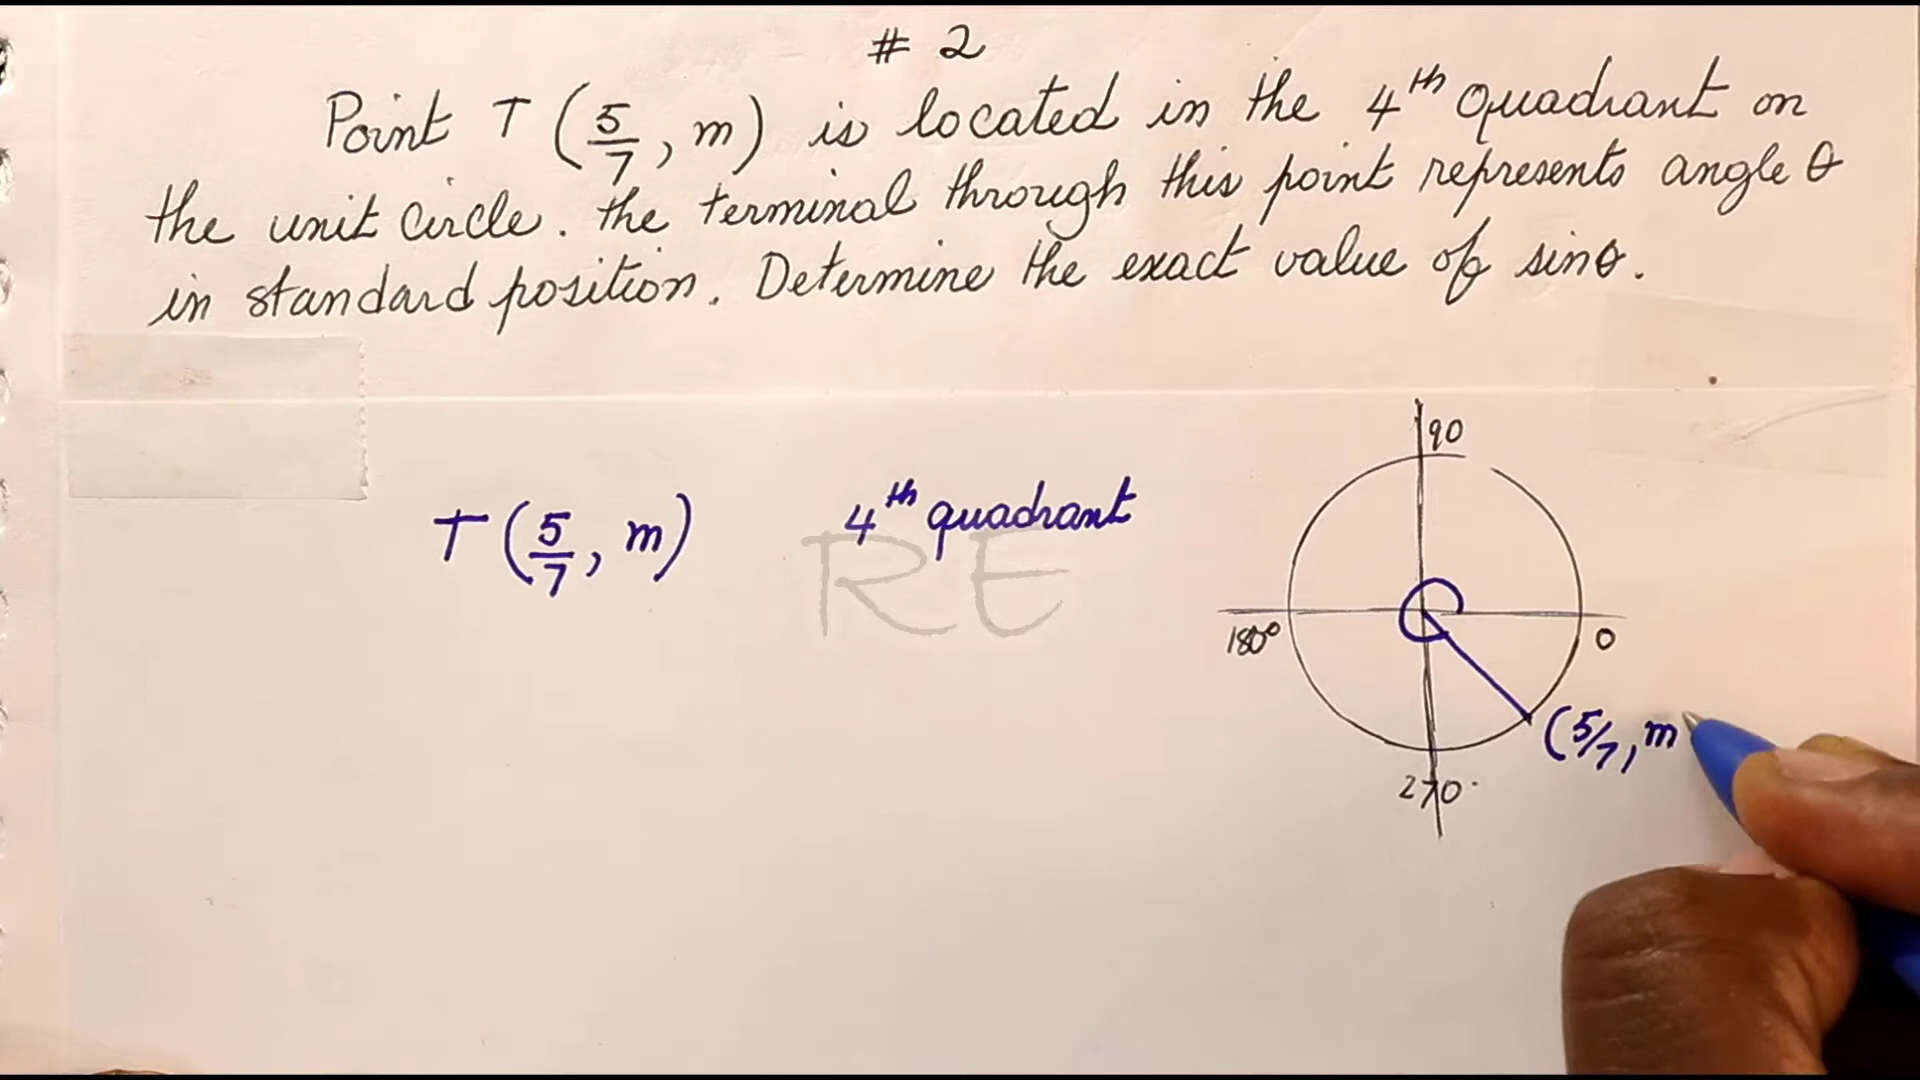 # 2
Point T (5/7, m) is located in the 4th quadrant on
the unit circle. the terminal through this point represents angle θ
in standard position. Determine the exact value of sinθ.
T (5/7, m) 4th quadrant
RE
90
180° 0
(5/7, m
270°